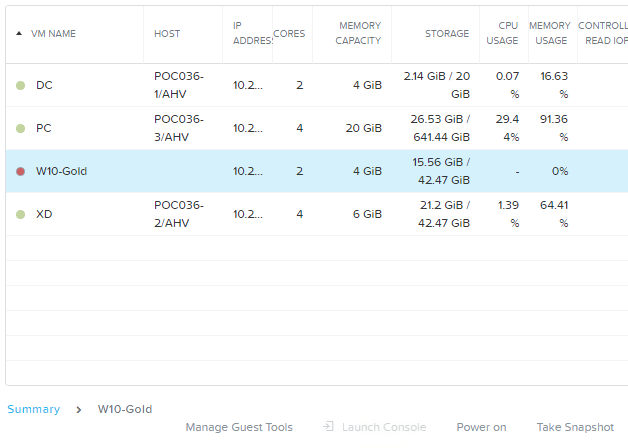 VM NAME HOST IP ADDRESS CORES MEMORY CAPACITY STORAGE CPU USAGE MEMORY USAGE CONTROLL READ IOP
DC POC036-1/AHV 10.2... 2 4 GiB 2.14 GiB / 20 GiB 0.07 % 16.63 %
PC POC036-3/AHV 10.2... 4 20 GiB 26.53 GiB / 641.44 GiB 29.4 4% 91.36 %
W10-Gold 10.2... 2 4 GiB 15.56 GiB / 42.47 GiB - 0%
XD POC036-2/AHV 10.2... 4 6 GiB 21.2 GiB / 42.47 GiB 1.39 % 64.41 %
Summary > W10-Gold
Manage Guest Tools Launch Console Power on Take Snapshot